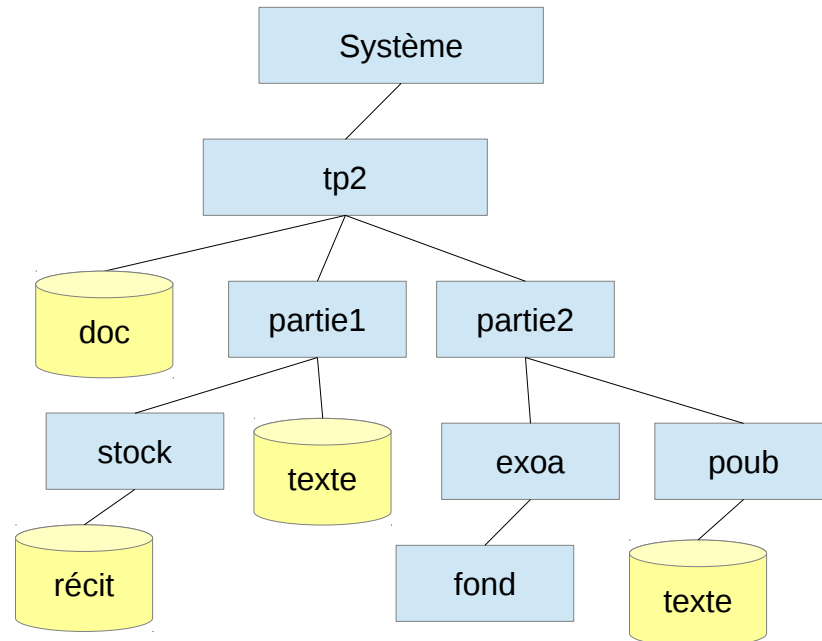 Système
tp2
doc
partie1
partie2
stock
texte
exoa
poub
récit
fond
texte